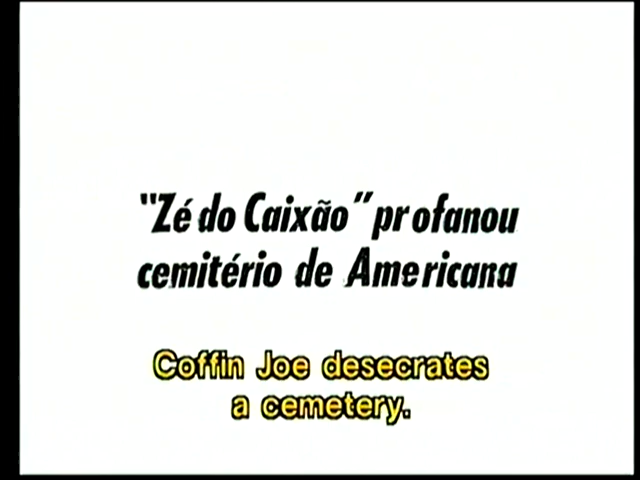 "Zé do Caixão" profanou
cemitério de Americana
Coffin Joe desecrates
a cemetery.